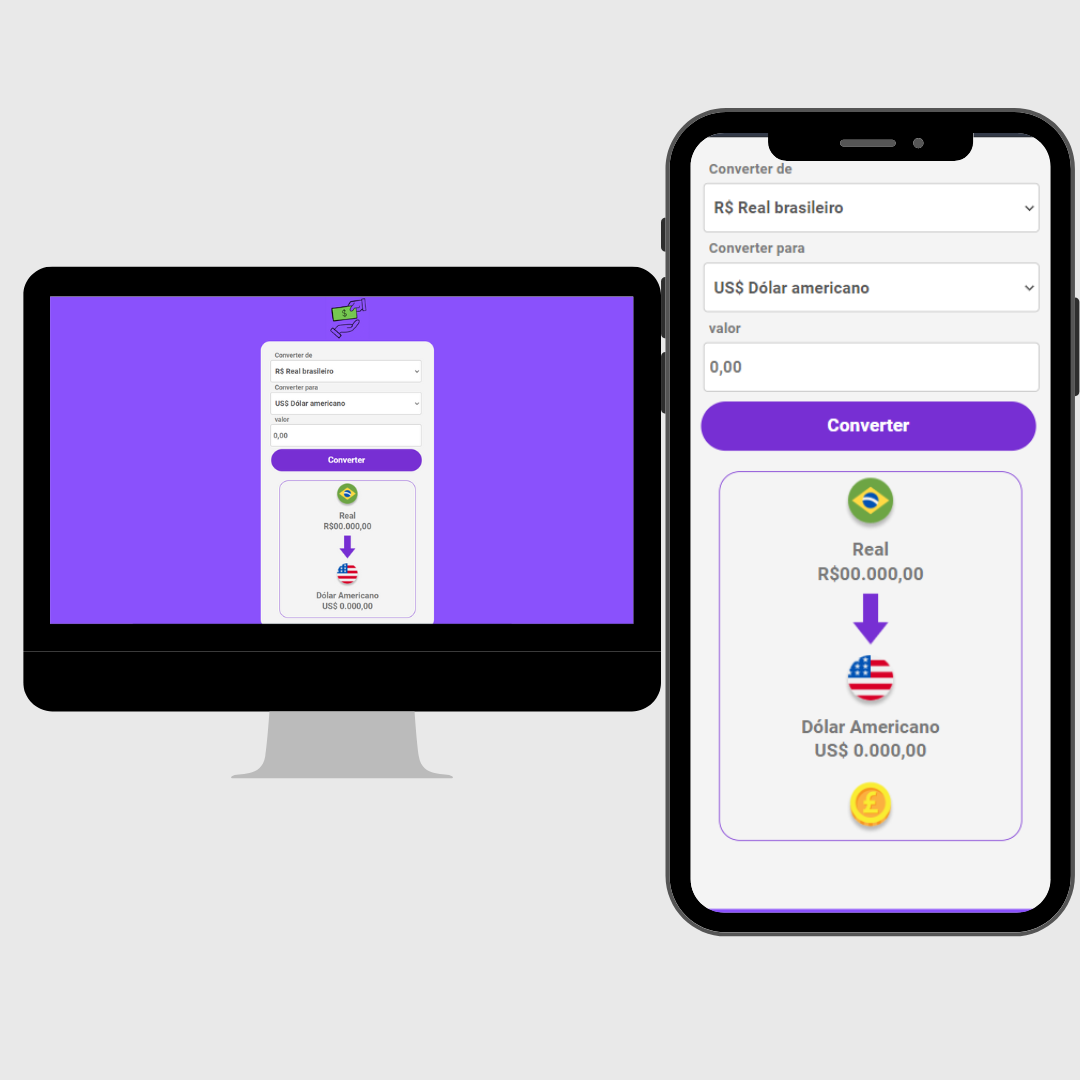 $
Converter de
R$ Real brasileiro
Converter para
US$ Dólar americano
valor
0,00
Converter
Real
R$00.000,00
Dólar Americano
US$ 0.000,00
Converter de
R$ Real brasileiro
Converter para
US$ Dólar americano
valor
0,00
Converter
Real
R$00.000,00
Dólar Americano
US$ 0.000,00
£